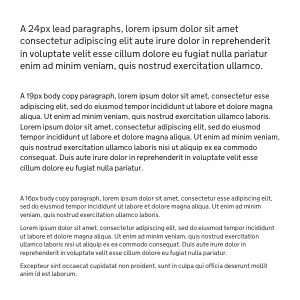 A 24px lead paragraphs, lorem ipsum dolor sit amet
consectetur adipiscing elit aute irure dolor in reprehenderit
in voluptate velit esse cillum dolore eu fugiat nulla pariatur
enim ad minim veniam, quis nostrud exercitation ullamco.
A 19px body copy paragraph, lorem ipsum dolor sit amet, consectetur esse
adipiscing elit, sed do eiusmod tempor incididunt ut labore et dolore magna
aliqua. Ut enim ad minim veniam, quis nostrud exercitation ullamco laboris.
Lorem ipsum dolor sit amet, consectetur adipiscing elit, sed do eiusmod
tempor incididunt ut labore et dolore magna aliqua. Ut enim ad minim veniam,
quis nostrud exercitation ullamco laboris nisi ut aliquip ex ea commodo
consequat. Duis aute irure dolor in reprehenderit in voluptate velit esse
cillum dolore eu fugiat nulla pariatur.
A 16px body copy paragraph, lorem ipsum dolor sit amet, consectetur esse adipiscing elit,
sed do eiusmod tempor incididunt ut labore et dolore magna aliqua. Ut enim ad minim
veniam, quis nostrud exercitation ullamco laboris.
Lorem ipsum dolor sit amet, consectetur adipiscing elit, sed do eiusmod tempor incididunt
ut labore et dolore magna aliqua. Ut enim ad minim veniam, quis nostrud exercitation
ullamco laboris nisi ut aliquip ex ea commodo consequat. Duis aute irure dolor in
reprehenderit in voluptate velit esse cillum dolore eu fugiat nulla pariatur.
Excepteur sint occaecat cupidatat non proident, sunt in culpa qui officia deserunt mollit
anim id est laborum.